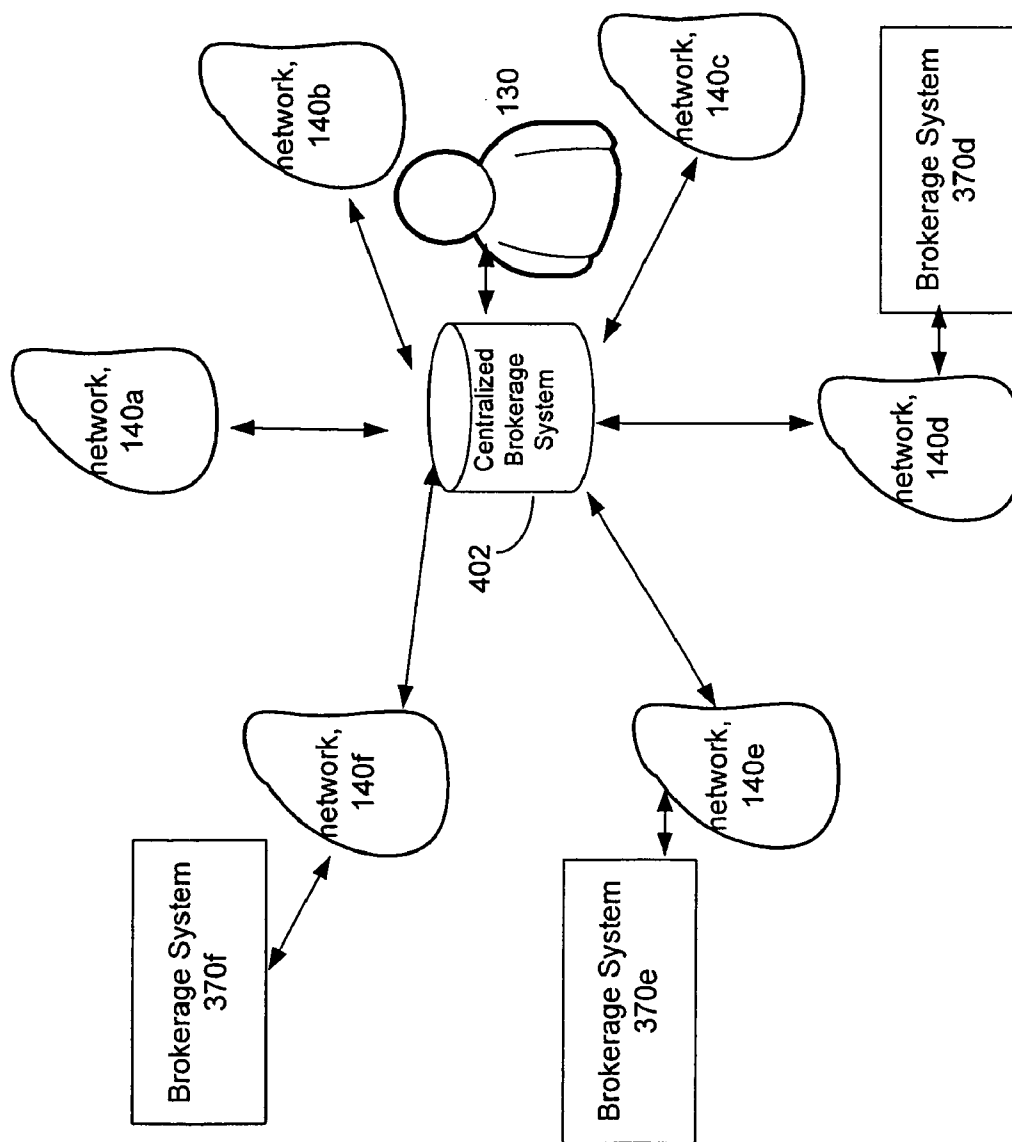 network,
140a
Brokerage System
370f
network,
140b
network,
140f
130
Centralized
Brokerage
System
402
Brokerage System
370e
network,
140e
network,
140c
network,
140d
Brokerage System
370d